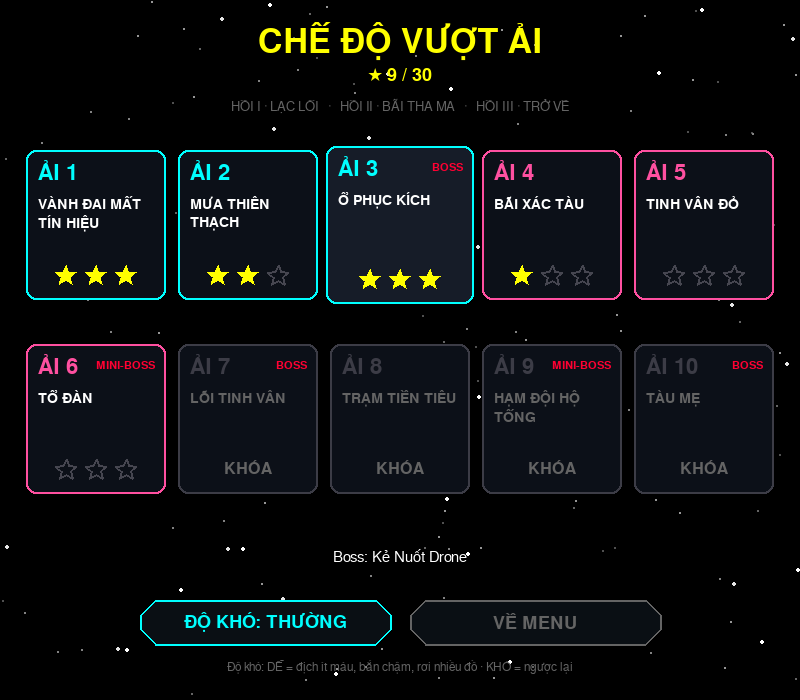 CHẾ ĐỘ VƯỢT ẢI
★ 9 / 30
HỒI I · LẠC LỐI · HỒI II · BÃI THA MA · HỒI III · TRỞ VỀ
ẢI 1
VÀNH ĐAI MẤT
TÍN HIỆU
ẢI 2
MƯA THIÊN
THẠCH
ẢI 3 BOSS
Ổ PHỤC KÍCH
ẢI 4
BÃI XÁC TÀU
ẢI 5
TINH VÂN ĐỎ
ẢI 6 MINI-BOSS
TỔ ĐÀN
ẢI 7 BOSS
LÕI TINH VÂN
KHÓA
ẢI 8
TRẠM TIỀN TIÊU
KHÓA
ẢI 9 MINI-BOSS
HẠM ĐỘI HỘ
TỐNG
KHÓA
ẢI 10 BOSS
TÀU MẸ
KHÓA
Boss: Kẻ Nuốt Drone
ĐỘ KHÓ: THƯỜNG
VỀ MENU
Độ khó: DỄ = địch ít máu, bắn chậm, rơi nhiều đồ · KHÓ = ngược lại